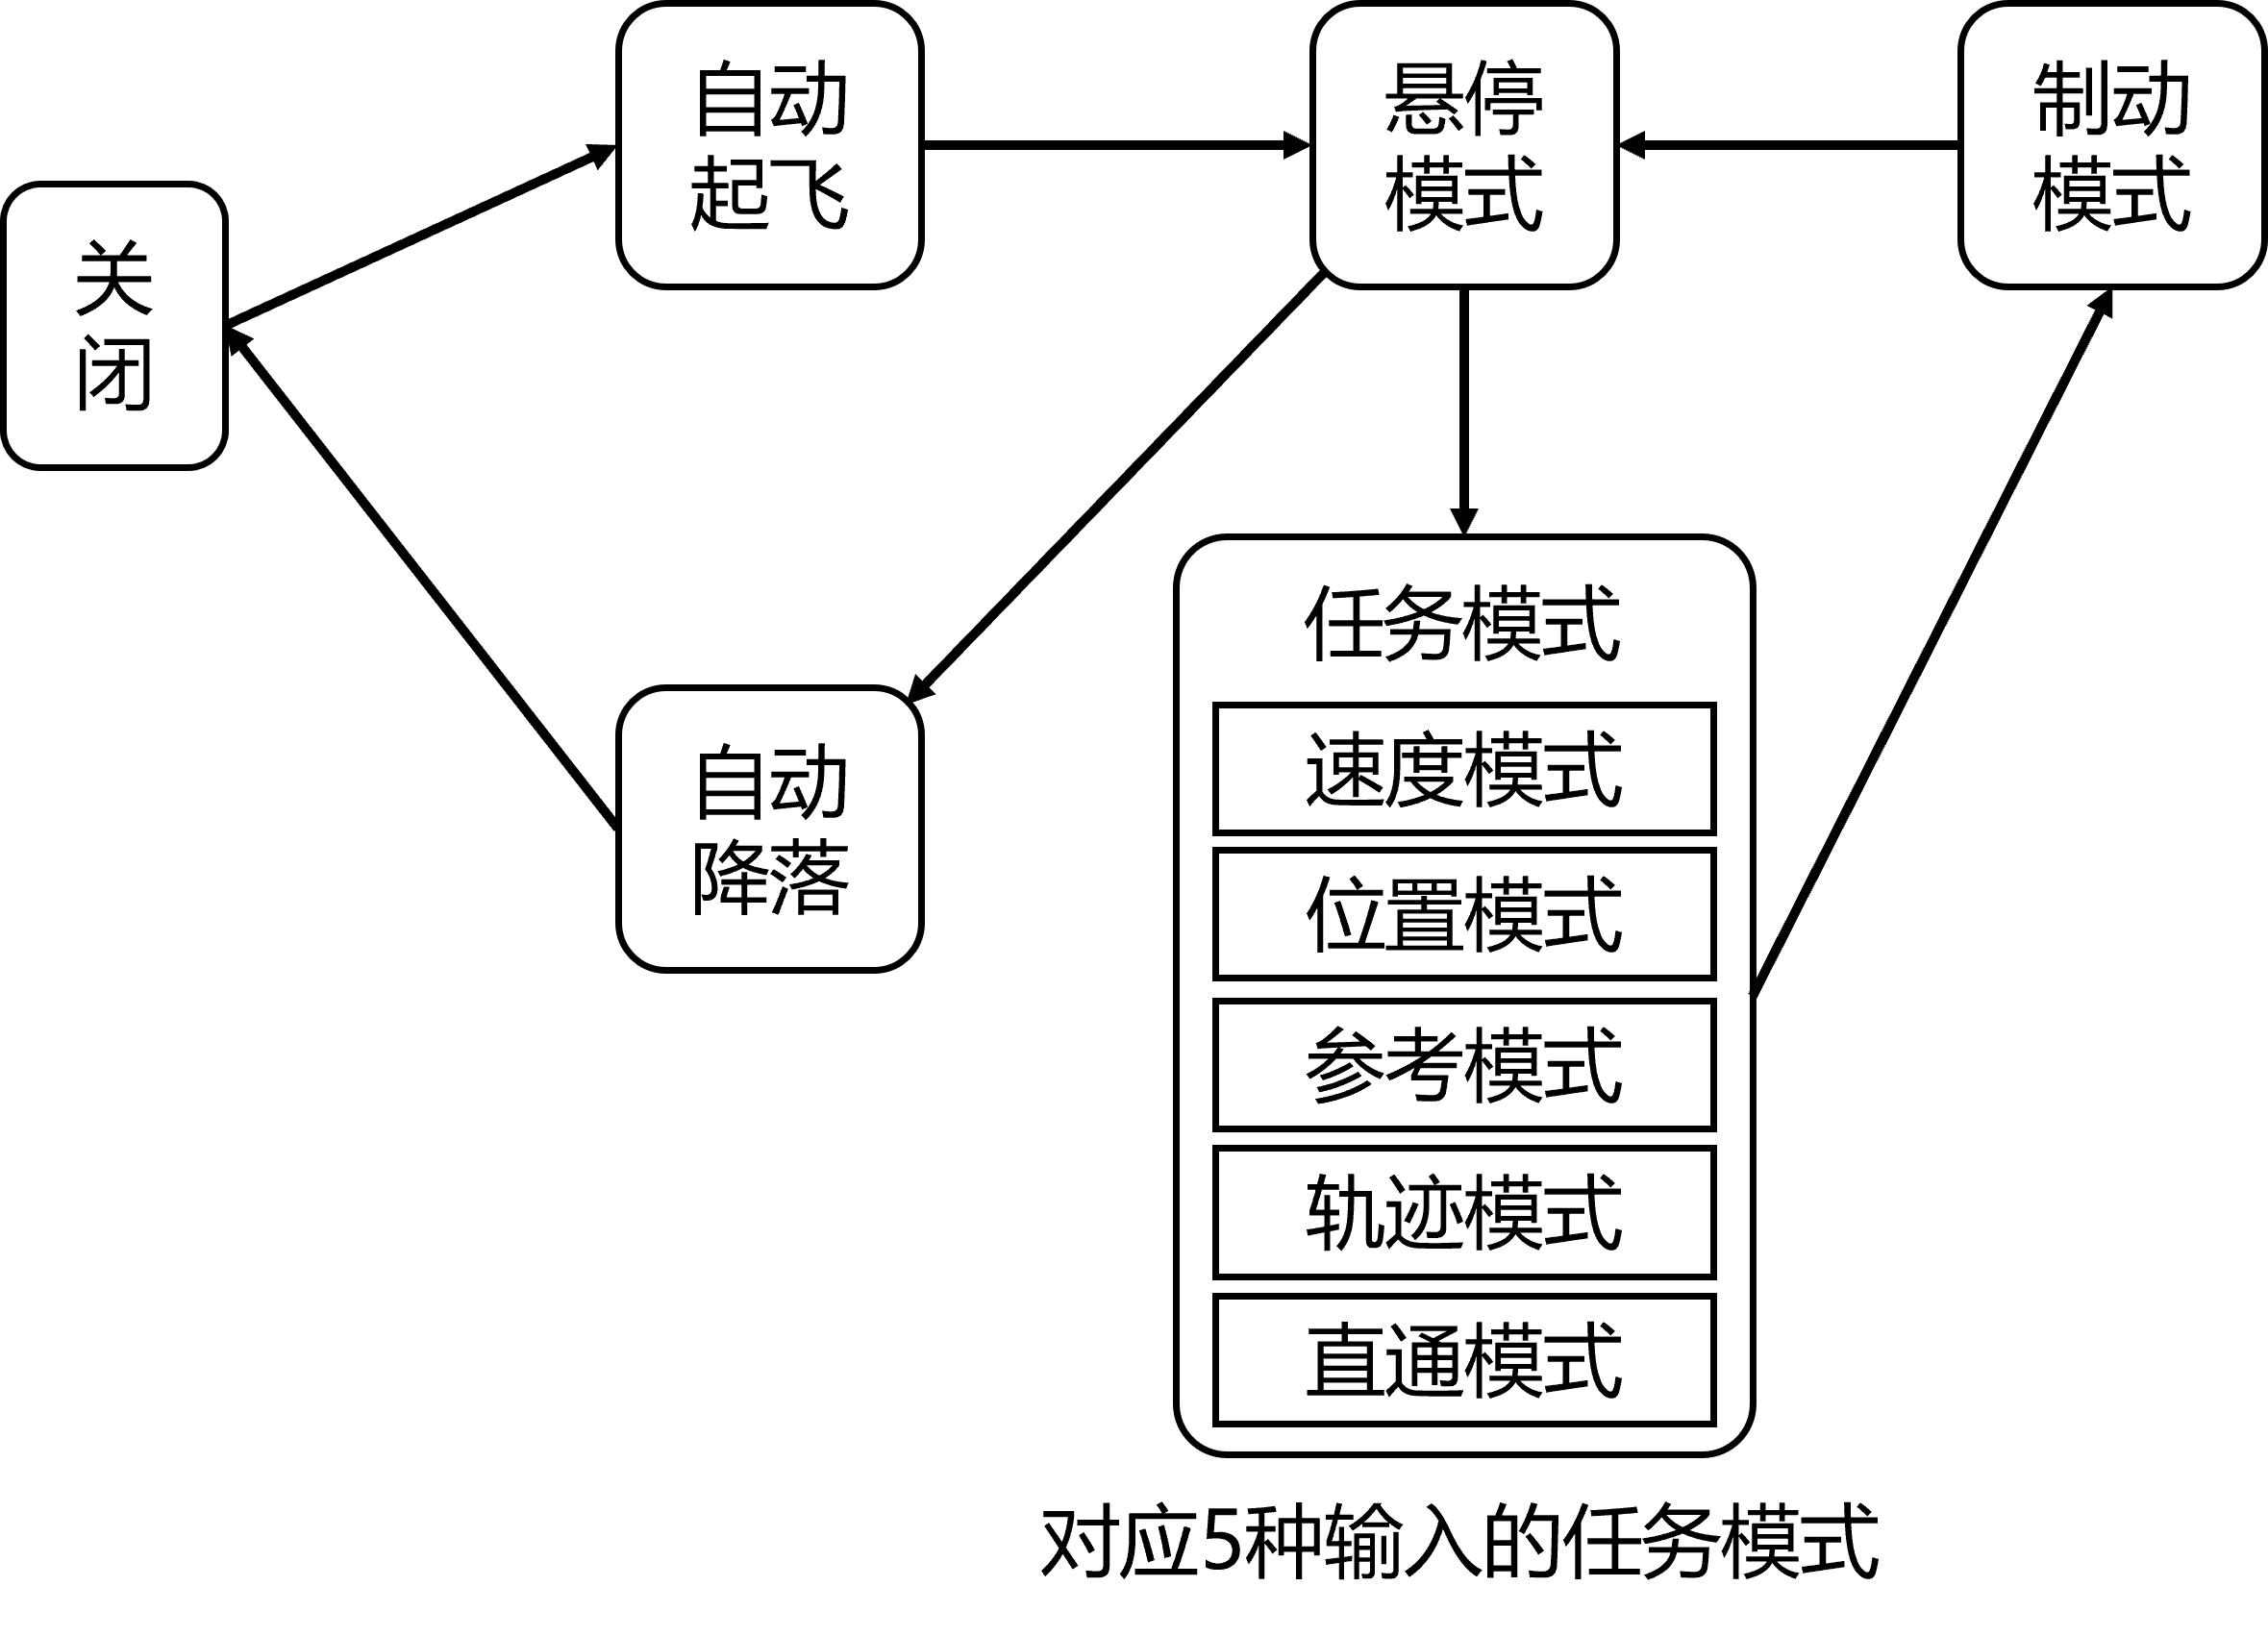 自动
起飞
悬停
模式
制动
模式
关
闭
任务模式
速度模式
自动
降落
位置模式
参考模式
轨迹模式
直通模式
对应5种输入的任务模式